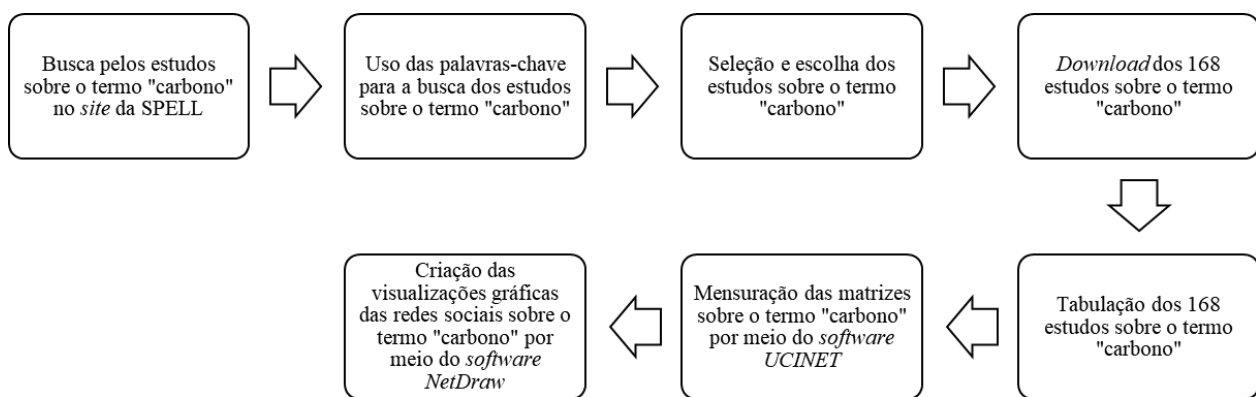 Busca pelos estudos
sobre o termo "carbono"
no site da SPELL
Uso das palavras-chave
para a busca dos estudos
sobre o termo "carbono"
Seleção e escolha dos
estudos sobre o termo
"carbono"
Download dos 168
estudos sobre o termo
"carbono"
Tabulação dos 168
estudos sobre o termo
"carbono"
Mensuração das matrizes
sobre o termo "carbono"
por meio do software
UCINET
Criação das
visualizações gráficas
das redes sociais sobre o
termo "carbono" por
meio do software
NetDraw